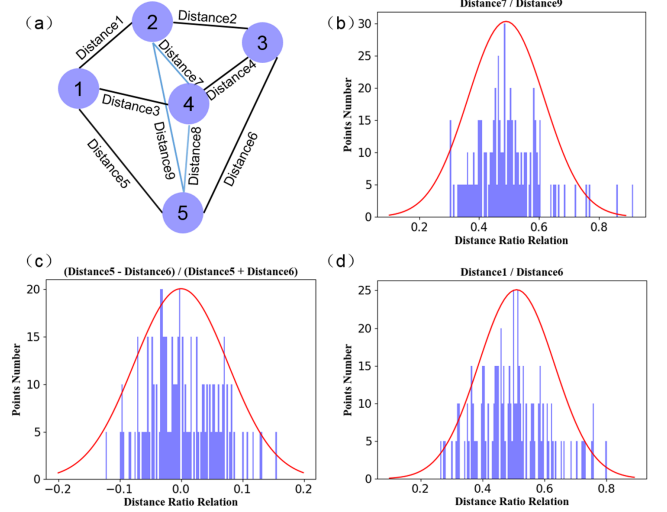 (a)
Distance1
2
Distance2
3
1
Distance7
Distance4
Distance3
4
Distance5
Distance9
Distance8
Distance6
5
(b)
Distance7 / Distance9
Points Number
30
25
20
15
10
5
0
0.2 0.4 0.6 0.8
Distance Ratio Relation
(c)
(Distance5 - Distance6) / (Distance5 + Distance6)
Points Number
20
15
10
5
0
−0.2 −0.1 0.0 0.1 0.2
Distance Ratio Relation
(d)
Distance1 / Distance6
Points Number
25
20
15
10
5
0
0.2 0.4 0.6 0.8
Distance Ratio Relation